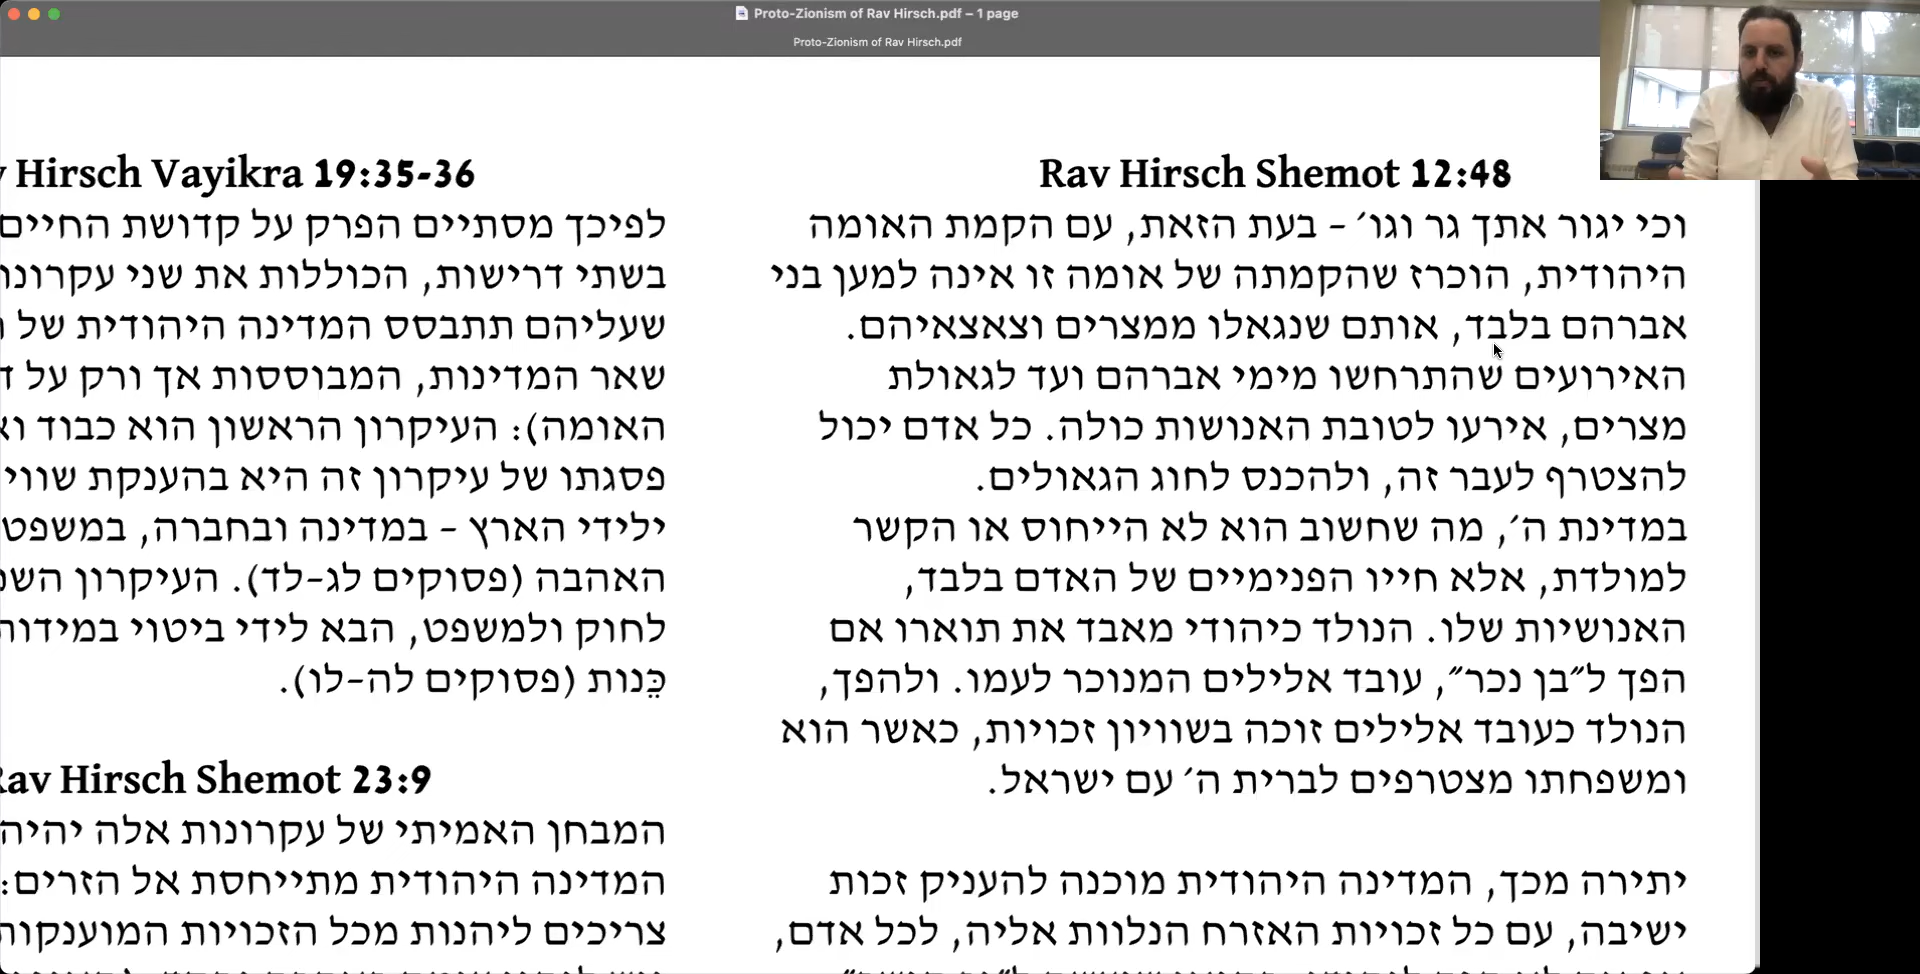 Proto-Zionism of Rav Hirsch.pdf – 1 page
Proto-Zionism of Rav Hirsch.pdf
Rav Hirsch Shemot 12:48
וכי יגור אתך גר וגו׳ - בעת הזאת, עם הקמת האומה
היהודית, הוכרז שהקמתה של אומה זו אינה למען בני
אברהם בלבד, אותם שנגאלו ממצרים וצאצאיהם.
האירועים שהתרחשו מימי אברהם ועד לגאולת
מצרים, אירעו לטובת האנושות כולה. כל אדם יכול
להצטרף לעבר זה, ולהכנס לחוג הגאולים.
במדינת ה׳, מה שחשוב הוא לא הייחוס או הקשר
למולדת, אלא חייו הפנימיים של האדם בלבד,
האנושיות שלו. הנולד כיהודי מאבד את תוארו אם
הפך ל״בן נכר״, עובד אלילים המנוכר לעמו. ולהפך,
הנולד כעובד אלילים זוכה בשוויון זכויות, כאשר הוא
ומשפחתו מצטרפים לברית ה׳ עם ישראל.
יתירה מכך, המדינה היהודית מוכנה להעניק זכות
ישיבה, עם כל זכויות האזרח הנלוות אליה, לכל אדם,
Hirsch Vayikra 19:35-36
לפיכך מסתיים הפרק על קדושת החיים
בשתי דרישות, הכוללות את שני
שעליהם תתבסס המדינה היהודית של
שאר המדינות, המבוססות אך ורק על
האומה): העיקרון הראשון הוא כבוד
פסגתו של עיקרון זה היא בהענקת
ילידי הארץ - במדינה ובחברה, במשפט
האהבה (פסוקים לג-לד). העיקרון
לחוק ולמשפט, הבא לידי ביטוי
כֵּנות (פסוקים לה-לו).
Rav Hirsch Shemot 23:9
המבחן האמיתי של עקרונות אלה יהיה
המדינה היהודית מתייחסת אל הזרים:
צריכים ליהנות מכל הזכויות המוענקות